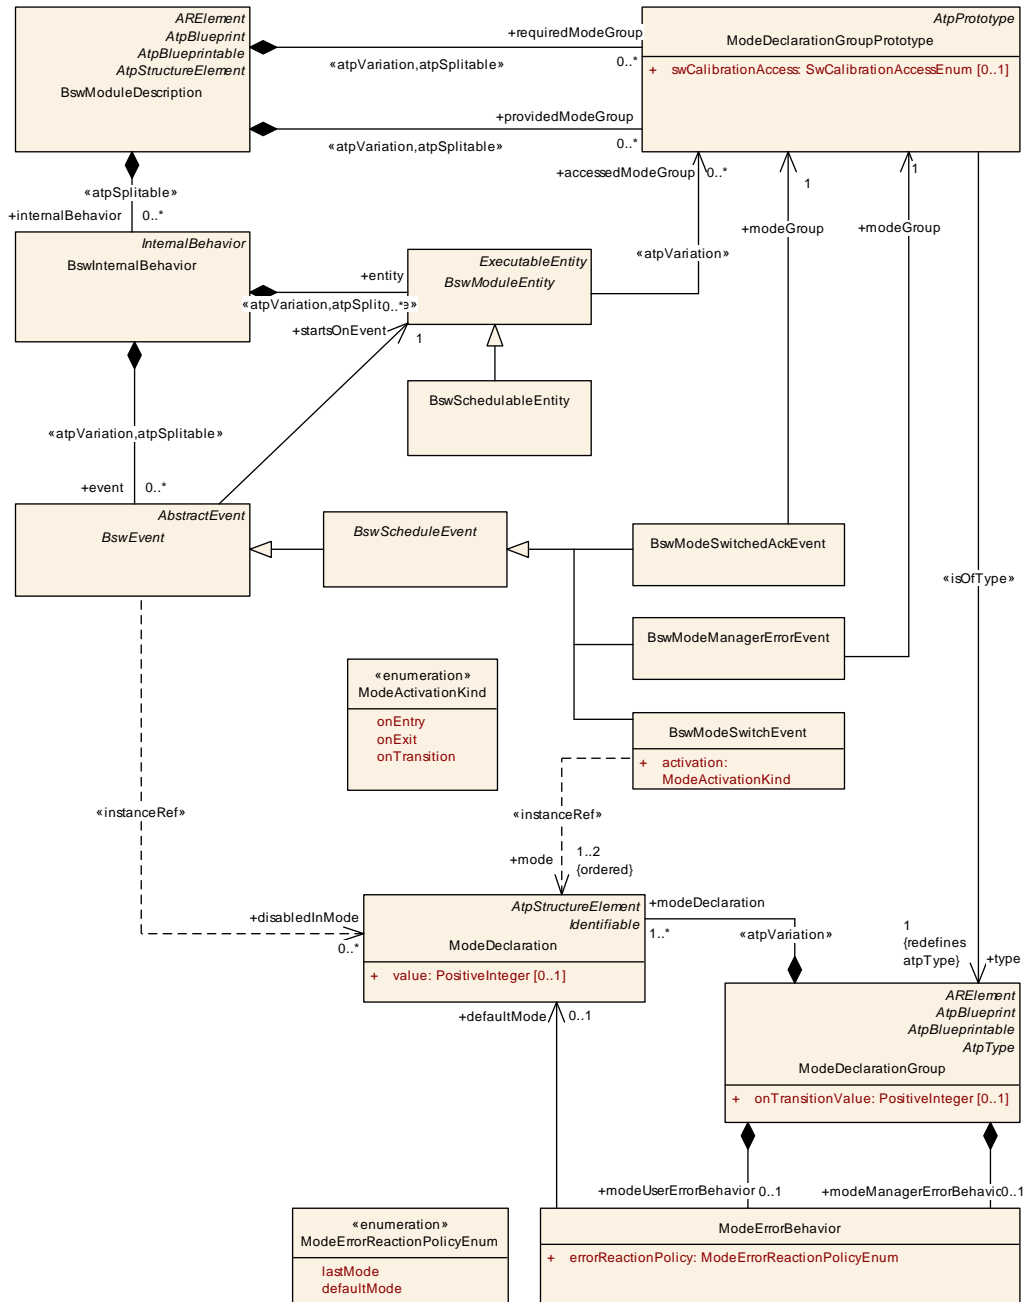 ARElement
AtpBlueprint
AtpBlueprintable
AtpStructureElement
BswModuleDescription
+requiredModeGroup
«atpVariation,atpSplitable»
0..*
AtpPrototype
ModeDeclarationGroupPrototype
+ swCalibrationAccess: SwCalibrationAccessEnum [0..1]
+providedModeGroup
«atpVariation,atpSplitable»
0..*
«atpSplitable»
+internalBehavior 0..*
+accessedModeGroup 0..*
1
1
+modeGroup
+modeGroup
«atpVariation»
InternalBehavior
BswInternalBehavior
+entity
0..*
ExecutableEntity
BswModuleEntity
+startsOnEvent
1
BswSchedulableEntity
«atpVariation,atpSplitable»
+event 0..*
AbstractEvent
BswEvent
BswScheduleEvent
BswModeSwitchedAckEvent
«isOfType»
BswModeManagerErrorEvent
«enumeration»
ModeActivationKind
onEntry
onExit
onTransition
BswModeSwitchEvent
+ activation:
ModeActivationKind
«instanceRef»
«instanceRef»
+mode
1..2
{ordered}
+disabledInMode
0..*
AtpStructureElement
Identifiable
ModeDeclaration
+ value: PositiveInteger [0..1]
+modeDeclaration
1..*
«atpVariation»
1
{redefines
atpType}
+type
+defaultMode 0..1
ARElement
AtpBlueprint
AtpBlueprintable
AtpType
ModeDeclarationGroup
+ onTransitionValue: PositiveInteger [0..1]
+modeUserErrorBehavior 0..1
+modeManagerErrorBehavic 0..1
«enumeration»
ModeErrorReactionPolicyEnum
lastMode
defaultMode
ModeErrorBehavior
+ errorReactionPolicy: ModeErrorReactionPolicyEnum